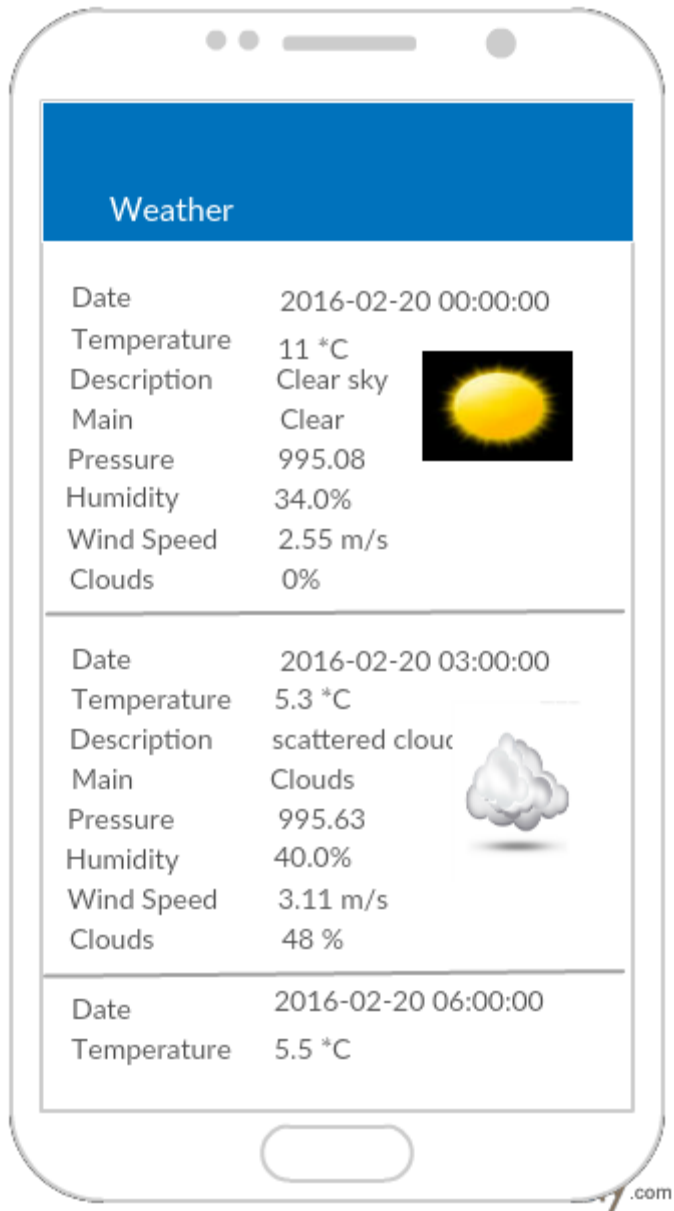 Weather
Date 2016-02-20 00:00:00
Temperature 11 *C
Description Clear sky
Main Clear
Pressure 995.08
Humidity 34.0%
Wind Speed 2.55 m/s
Clouds 0%
Date 2016-02-20 03:00:00
Temperature 5.3 *C
Description scattered clouc
Main Clouds
Pressure 995.63
Humidity 40.0%
Wind Speed 3.11 m/s
Clouds 48 %
Date 2016-02-20 06:00:00
Temperature 5.5 *C
.com